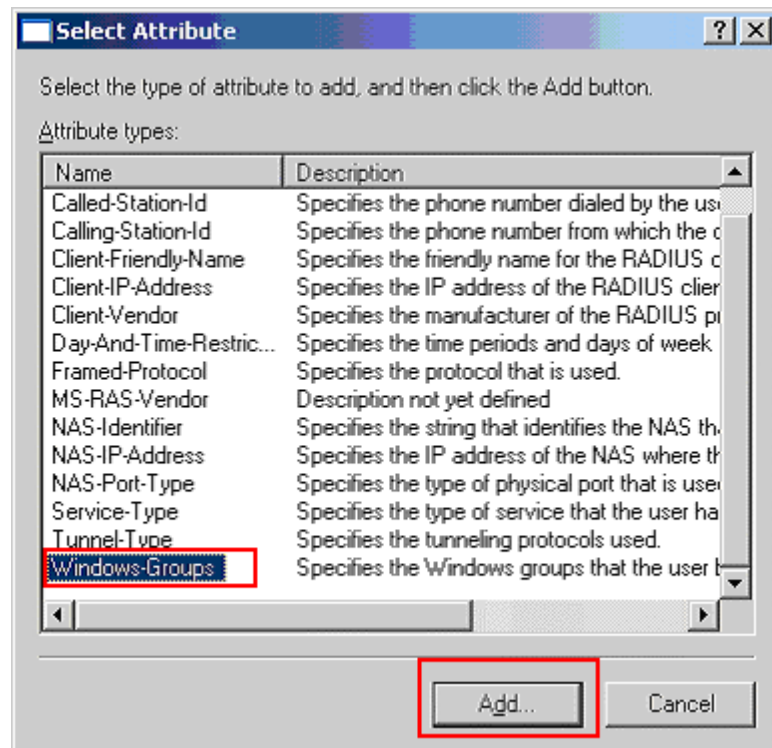 Select Attribute
Select the type of attribute to add, and then click the Add button.
Attribute types:
Name Description
Called-Station-Id Specifies the phone number dialed by the
Calling-Station-Id Specifies the phone number from which the
Client-Friendly-Name Specifies the friendly name for the RADIUS
Client-IP-Address Specifies the IP address of the RADIUS
Client-Vendor Specifies the manufacturer of the RADIUS
Day-And-Time-Restric... Specifies the time periods and days of week
Framed-Protocol Specifies the protocol that is used.
MS-RAS-Vendor Description not yet defined
NAS-Identifier Specifies the string that identifies the NAS
NAS-IP-Address Specifies the IP address of the NAS where
NAS-Port-Type Specifies the type of physical port that is
Service-Type Specifies the type of service that the user
Tunnel-Type Specifies the tunneling protocols used.
Windows-Groups Specifies the Windows groups that the user
Add... Cancel